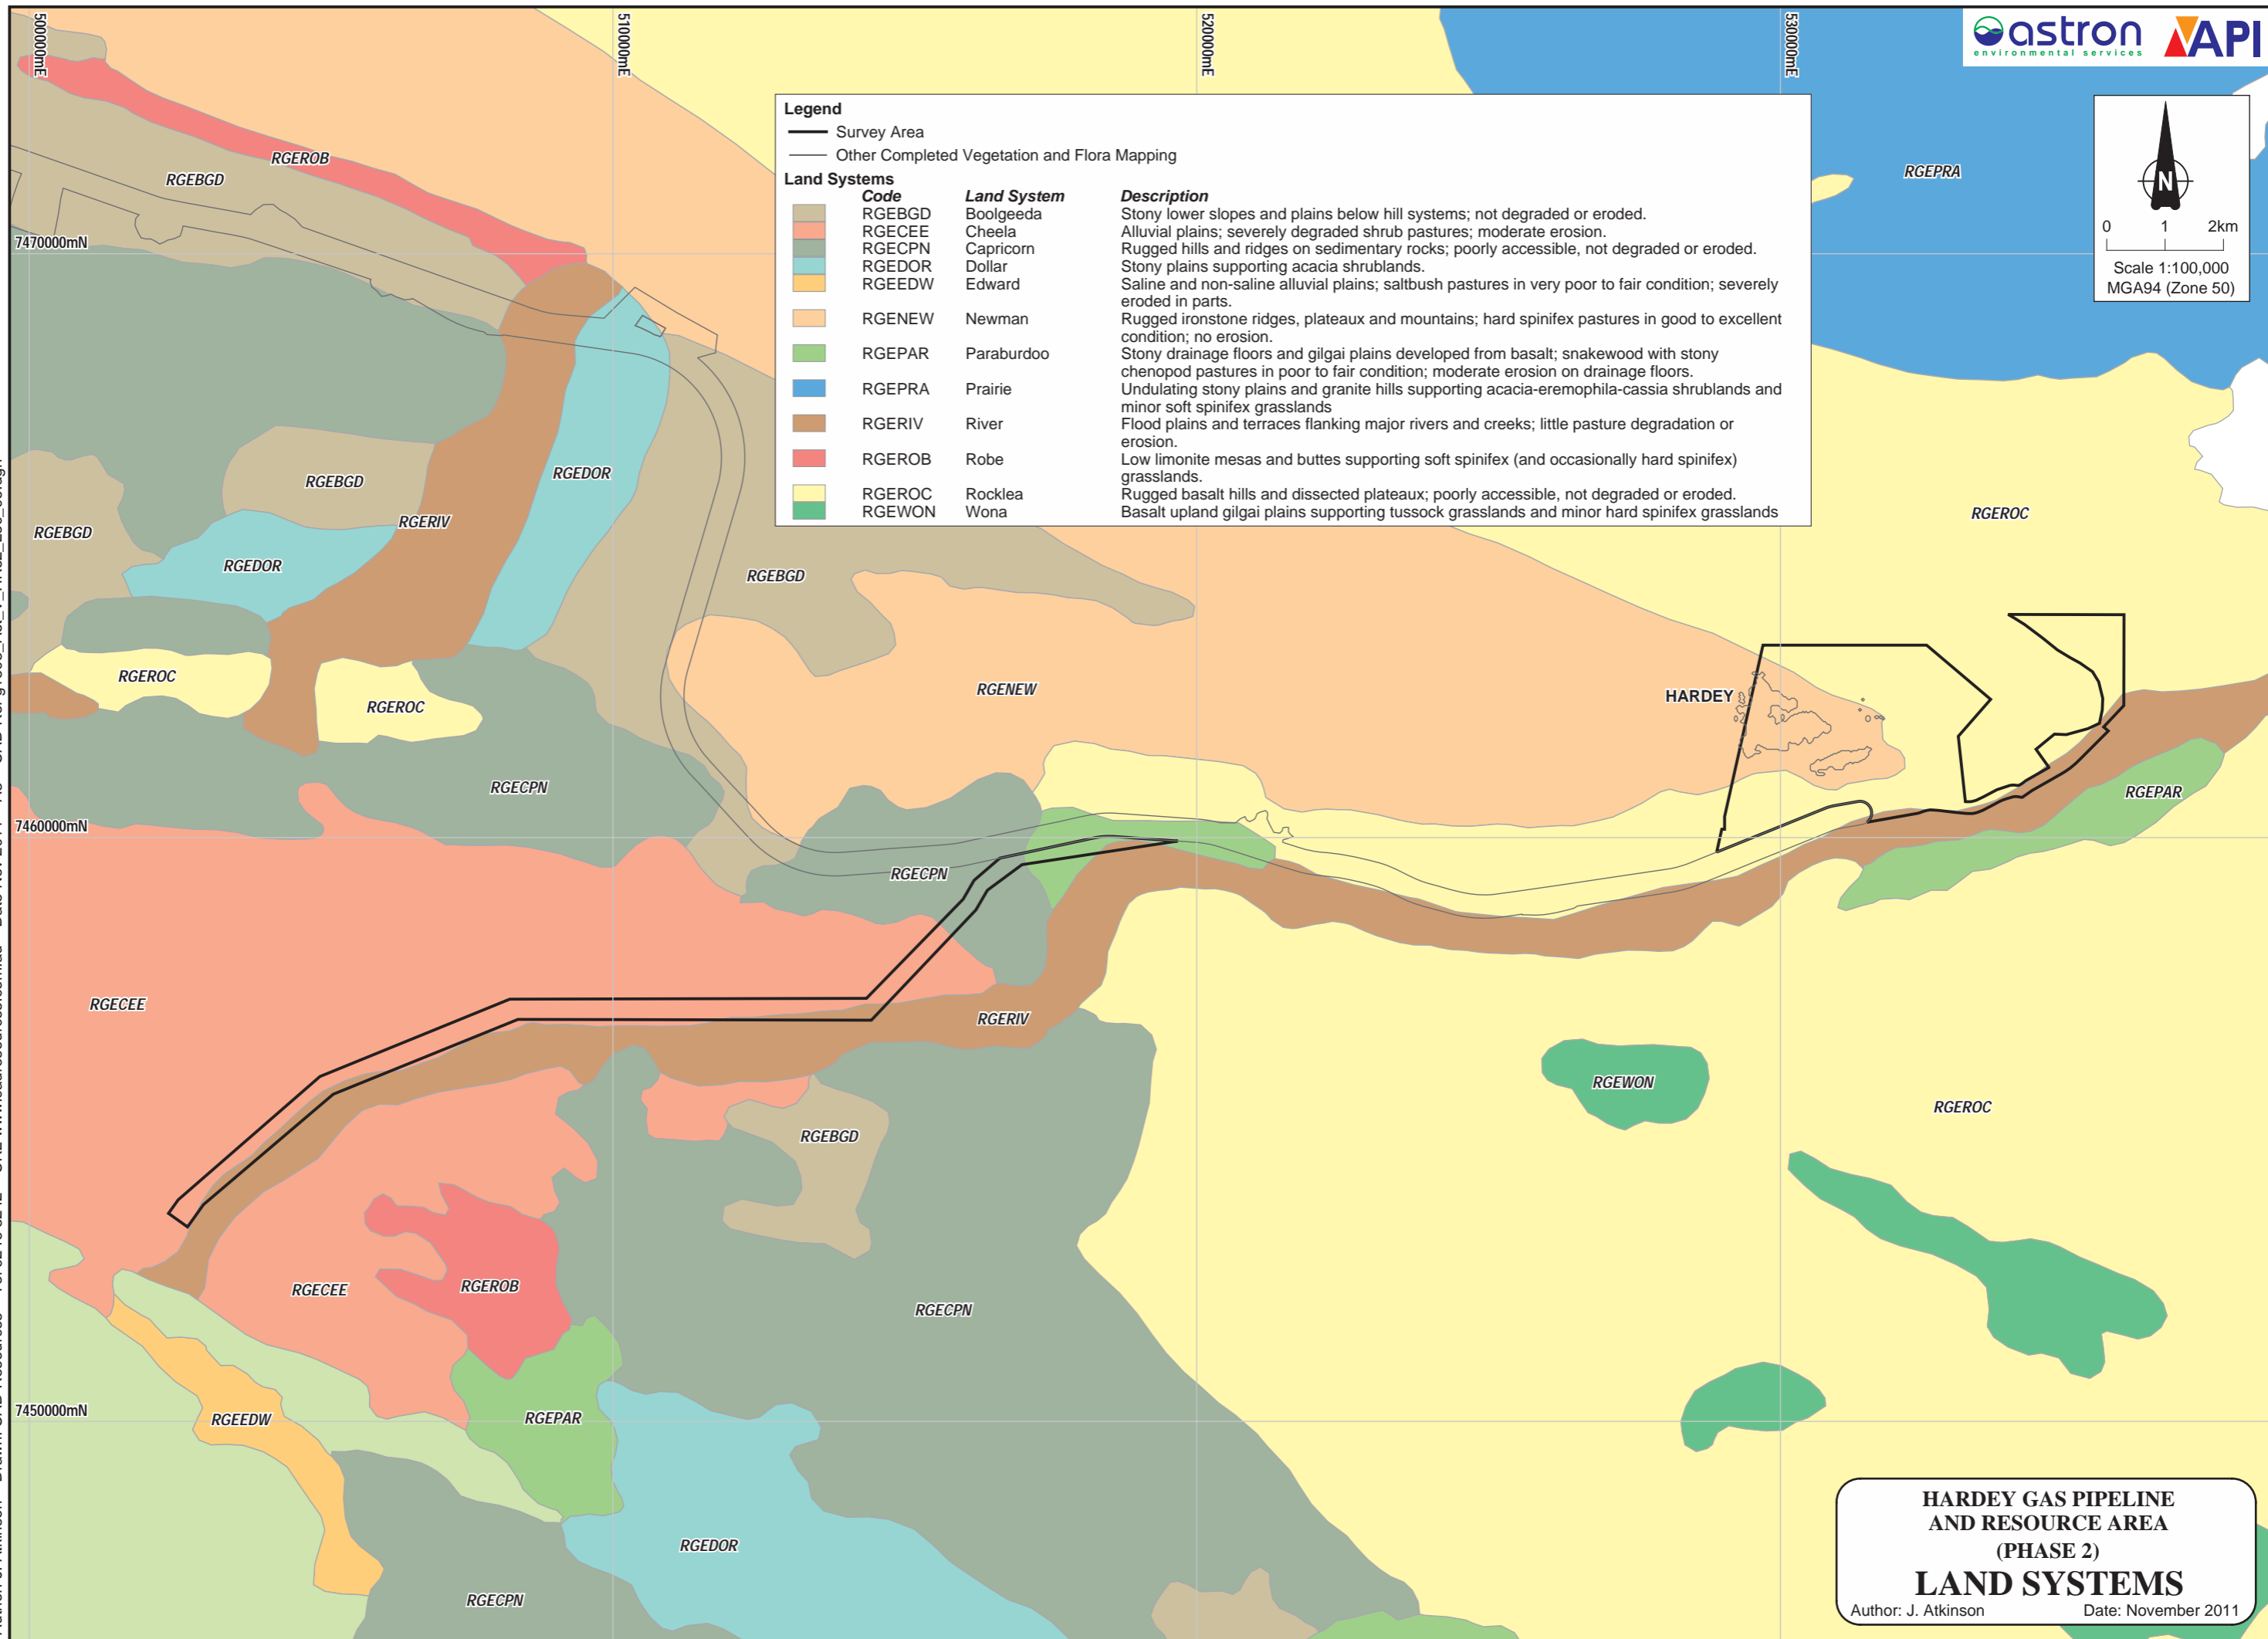 500000mE
510000mE
520000mE
530000mE
astron
environmental services
API
Legend
Survey Area
Other Completed Vegetation and Flora Mapping
Land Systems
Code Land System Description
RGEBGD Boolgeeda Stony lower slopes and plains below hill systems; not degraded or eroded.
RGECEE Cheela Alluvial plains; severely degraded shrub pastures; moderate erosion.
RGECPN Capricorn Rugged hills and ridges on sedimentary rocks; poorly accessible, not degraded or eroded.
RGEDOR Dollar Stony plains supporting acacia shrublands.
RGEEDW Edward Saline and non-saline alluvial plains; saltbush pastures in very poor to fair condition; severely
eroded in parts.
RGENEW Newman Rugged ironstone ridges, plateaux and mountains; hard spinifex pastures in good to excellent
condition; no erosion.
RGEPAR Paraburdoo Stony drainage floors and gilgai plains developed from basalt; snakewood with stony
chenopod pastures in poor to fair condition; moderate erosion on drainage floors.
RGEPRA Prairie Undulating stony plains and granite hills supporting acacia-eremophila-cassia shrublands and
minor soft spinifex grasslands
RGERIV River Flood plains and terraces flanking major rivers and creeks; little pasture degradation or
erosion.
RGEROB Robe Low limonite mesas and buttes supporting soft spinifex (and occasionally hard spinifex)
grasslands.
RGEROC Rocklea Rugged basalt hills and dissected plateaux; poorly accessible, not degraded or eroded.
RGEWON Wona Basalt upland gilgai plains supporting tussock grasslands and minor hard spinifex grasslands
N
0 1 2km
Scale 1:100,000
MGA94 (Zone 50)
RGEROB
RGEBGD
RGEPRA
7470000mN
RGEBGD
RGEDOR
RGERIV
RGEBGD
RGEROC
RGEDOR
RGEBGD
RGEROC
RGEROC
RGENEW
HARDEY
RGECPN
RGEPAR
7460000mN
RGECPN
RGECEE
RGERIV
RGEWON
RGEROC
RGEBGD
RGECEE
RGEROB
RGECPN
7450000mN
RGEEDW
RGEPAR
RGEDOR
RGECPN
HARDEY GAS PIPELINE
AND RESOURCE AREA
(PHASE 2)
LAND SYSTEMS
Author: J. Atkinson Date: November 2011